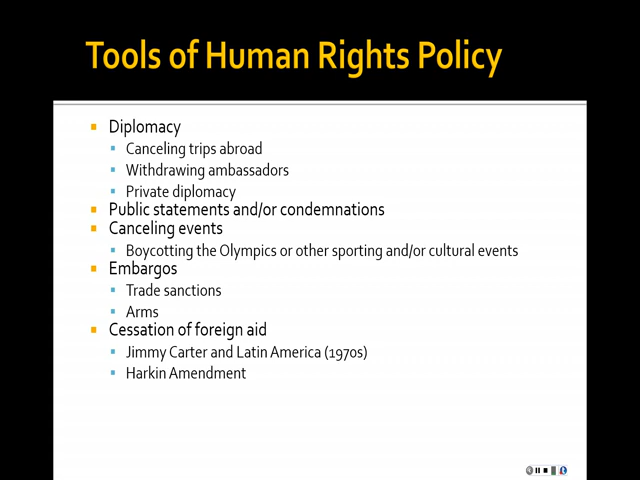 Tools of Human Rights Policy
Diplomacy
Canceling trips abroad
Withdrawing ambassadors
Private diplomacy
Public statements and/or condemnations
Canceling events
Boycotting the Olympics or other sporting and/or cultural events
Embargos
Trade sanctions
Arms
Cessation of foreign aid
Jimmy Carter and Latin America (1970s)
Harkin Amendment